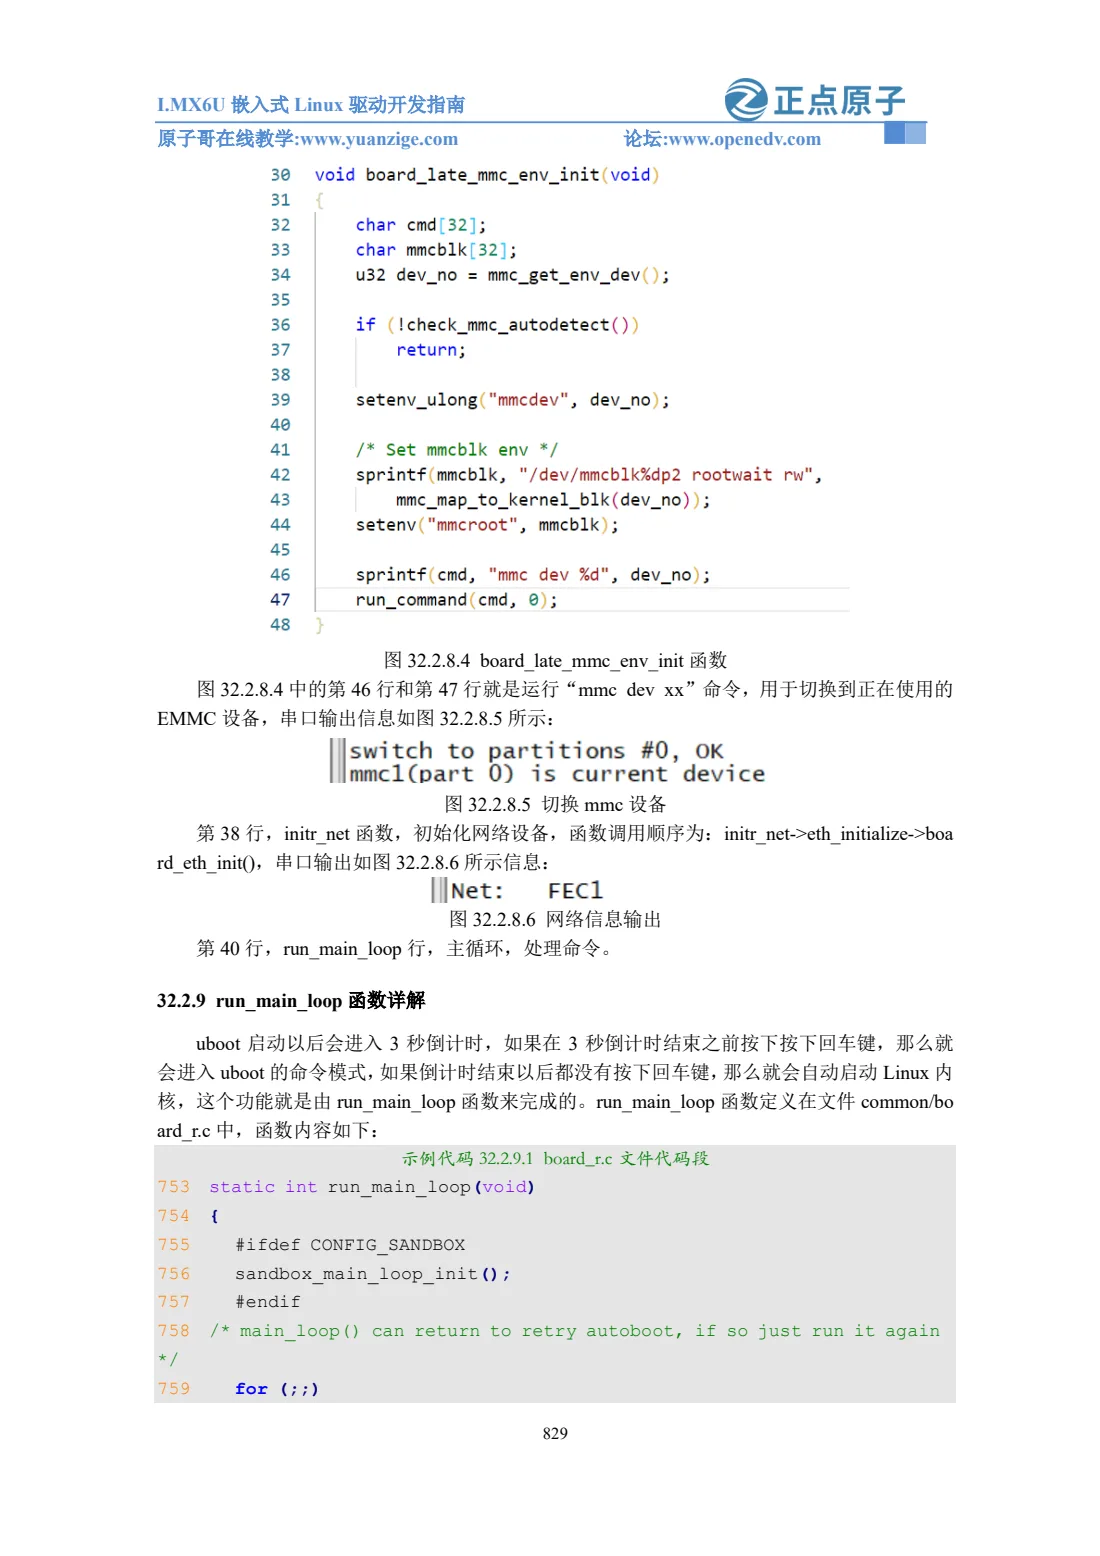 I.MX6U 嵌入式 Linux 驱动开发指南
正点原子
原子哥在线教学:www.yuanzige.com 论坛:www.openedv.com
30 void board_late_mmc_env_init(void)
31 {
32 char cmd[32];
33 char mmcblk[32];
34 u32 dev_no = mmc_get_env_dev();
35
36 if (!check_mmc_autodetect())
37 return;
38
39 setenv_ulong("mmcdev", dev_no);
40
41 /* Set mmcblk env */
42 sprintf(mmcblk, "/dev/mmcblk%dp2 rootwait rw",
43 mmc_map_to_kernel_blk(dev_no));
44 setenv("mmcroot", mmcblk);
45
46 sprintf(cmd, "mmc dev %d", dev_no);
47 run_command(cmd, 0);
48 }
图 32.2.8.4 board_late_mmc_env_init 函数
图 32.2.8.4 中的第 46 行和第 47 行就是运行“mmc dev xx”命令，用于切换到正在使用的
EMMC 设备，串口输出信息如图 32.2.8.5 所示：
switch to partitions #0, OK
mmc1(part 0) is current device
图 32.2.8.5 切换 mmc 设备
第 38 行，initr_net 函数，初始化网络设备，函数调用顺序为：initr_net->eth_initialize->boa
rd_eth_init()，串口输出如图 32.2.8.6 所示信息：
Net: FEC1
图 32.2.8.6 网络信息输出
第 40 行，run_main_loop 行，主循环，处理命令。
32.2.9 run_main_loop 函数详解
uboot 启动以后会进入 3 秒倒计时，如果在 3 秒倒计时结束之前按下按下回车键，那么就
会进入 uboot 的命令模式，如果倒计时结束以后都没有按下回车键，那么就会自动启动 Linux 内
核，这个功能就是由 run_main_loop 函数来完成的。run_main_loop 函数定义在文件 common/bo
ard_r.c 中，函数内容如下：
示例代码 32.2.9.1 board_r.c 文件代码段
753 static int run_main_loop(void)
754 {
755 #ifdef CONFIG_SANDBOX
756 sandbox_main_loop_init();
757 #endif
758 /* main_loop() can return to retry autoboot, if so just run it again
*/
759 for (;;)
829